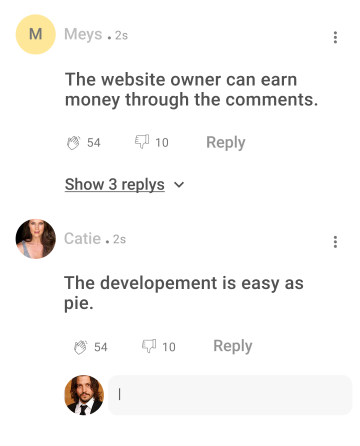 M Meys . 2s
The website owner can earn
money through the comments.
54 10 Reply
Show 3 replys
Catie . 2s
The developement is easy as
pie.
54 10 Reply